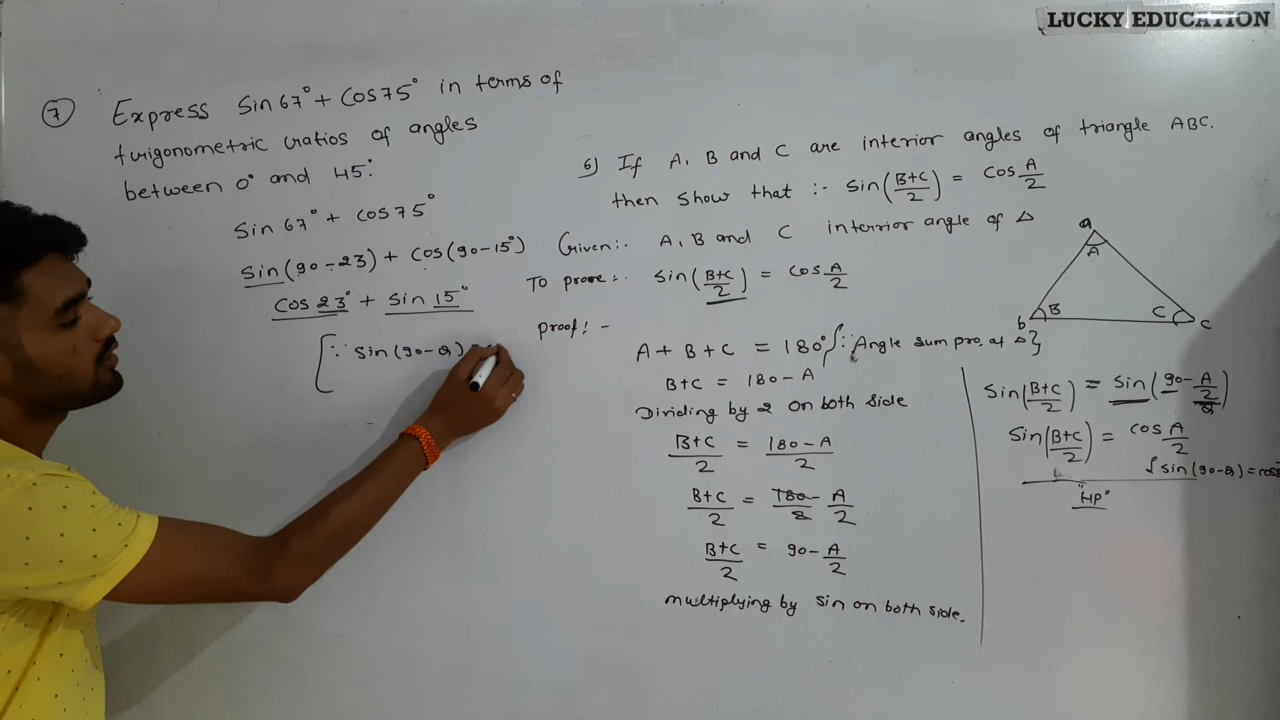 LUCKY EDUCATION
7 Express Sin 67° + Cos 75° in terms of
trigonometric ratios of angles
between 0° and 45°.
Sin 67° + cos 75°
Sin (90 - 23) + cos (90 - 15°)
Cos 23° + Sin 15°
[∵ Sin (90 - θ) =
6) If A, B and C are interior angles of triangle ABC.
then show that :- Sin(B+C/2) = Cos A/2
Given:- A, B and C interior angle of Δ
To prove:- Sin(B+C/2) = cos A/2
proof:-
A + B + C = 180° {∵ Angle sum pro. of Δ}
B+C = 180 - A
Dividing by 2 on both side
B+C/2 = 180 - A/2
B+C/2 = 180/2 - A/2
B+C/2 = 90 - A/2
multiplying by sin on both side.
Sin(B+C/2) = Sin(90 - A/2)
Sin(B+C/2) = cos A/2
{ Sin (90-θ) = cosθ
"HP"
a
A
b B
C c